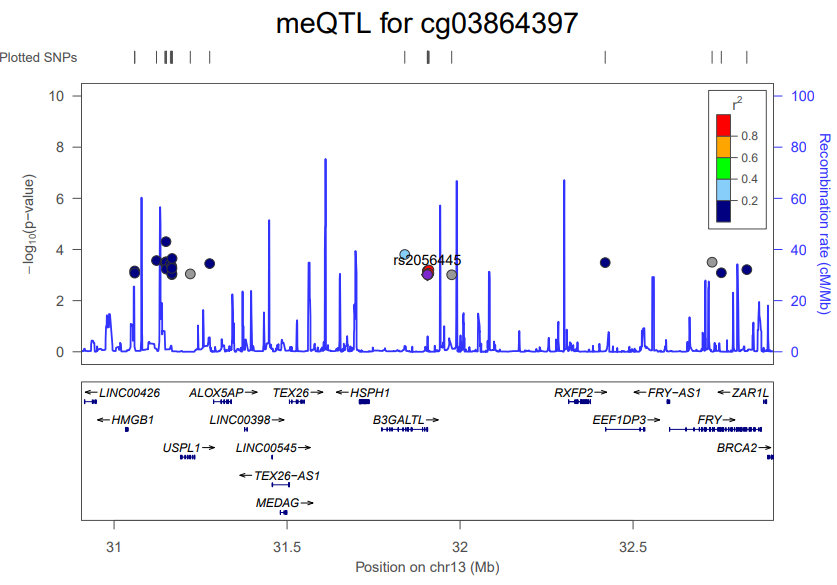 meQTL for cg03864397
Plotted SNPs
10
8
6
4
2
0
−log10(p−value)
100
80
60
40
20
0
Recombination rate (cM/Mb)
r2
0.8
0.6
0.4
0.2
rs2056445
←LINC00426
ALOX5AP→
TEX26→
←HSPH1
RXFP2→
←FRY−AS1
←ZAR1L
←HMGB1
LINC00398→
B3GALTL→
EEF1DP3→
FRY→
USPL1→
LINC00545→
BRCA2→
←TEX26−AS1
MEDAG→
31
31.5
32
32.5
Position on chr13 (Mb)